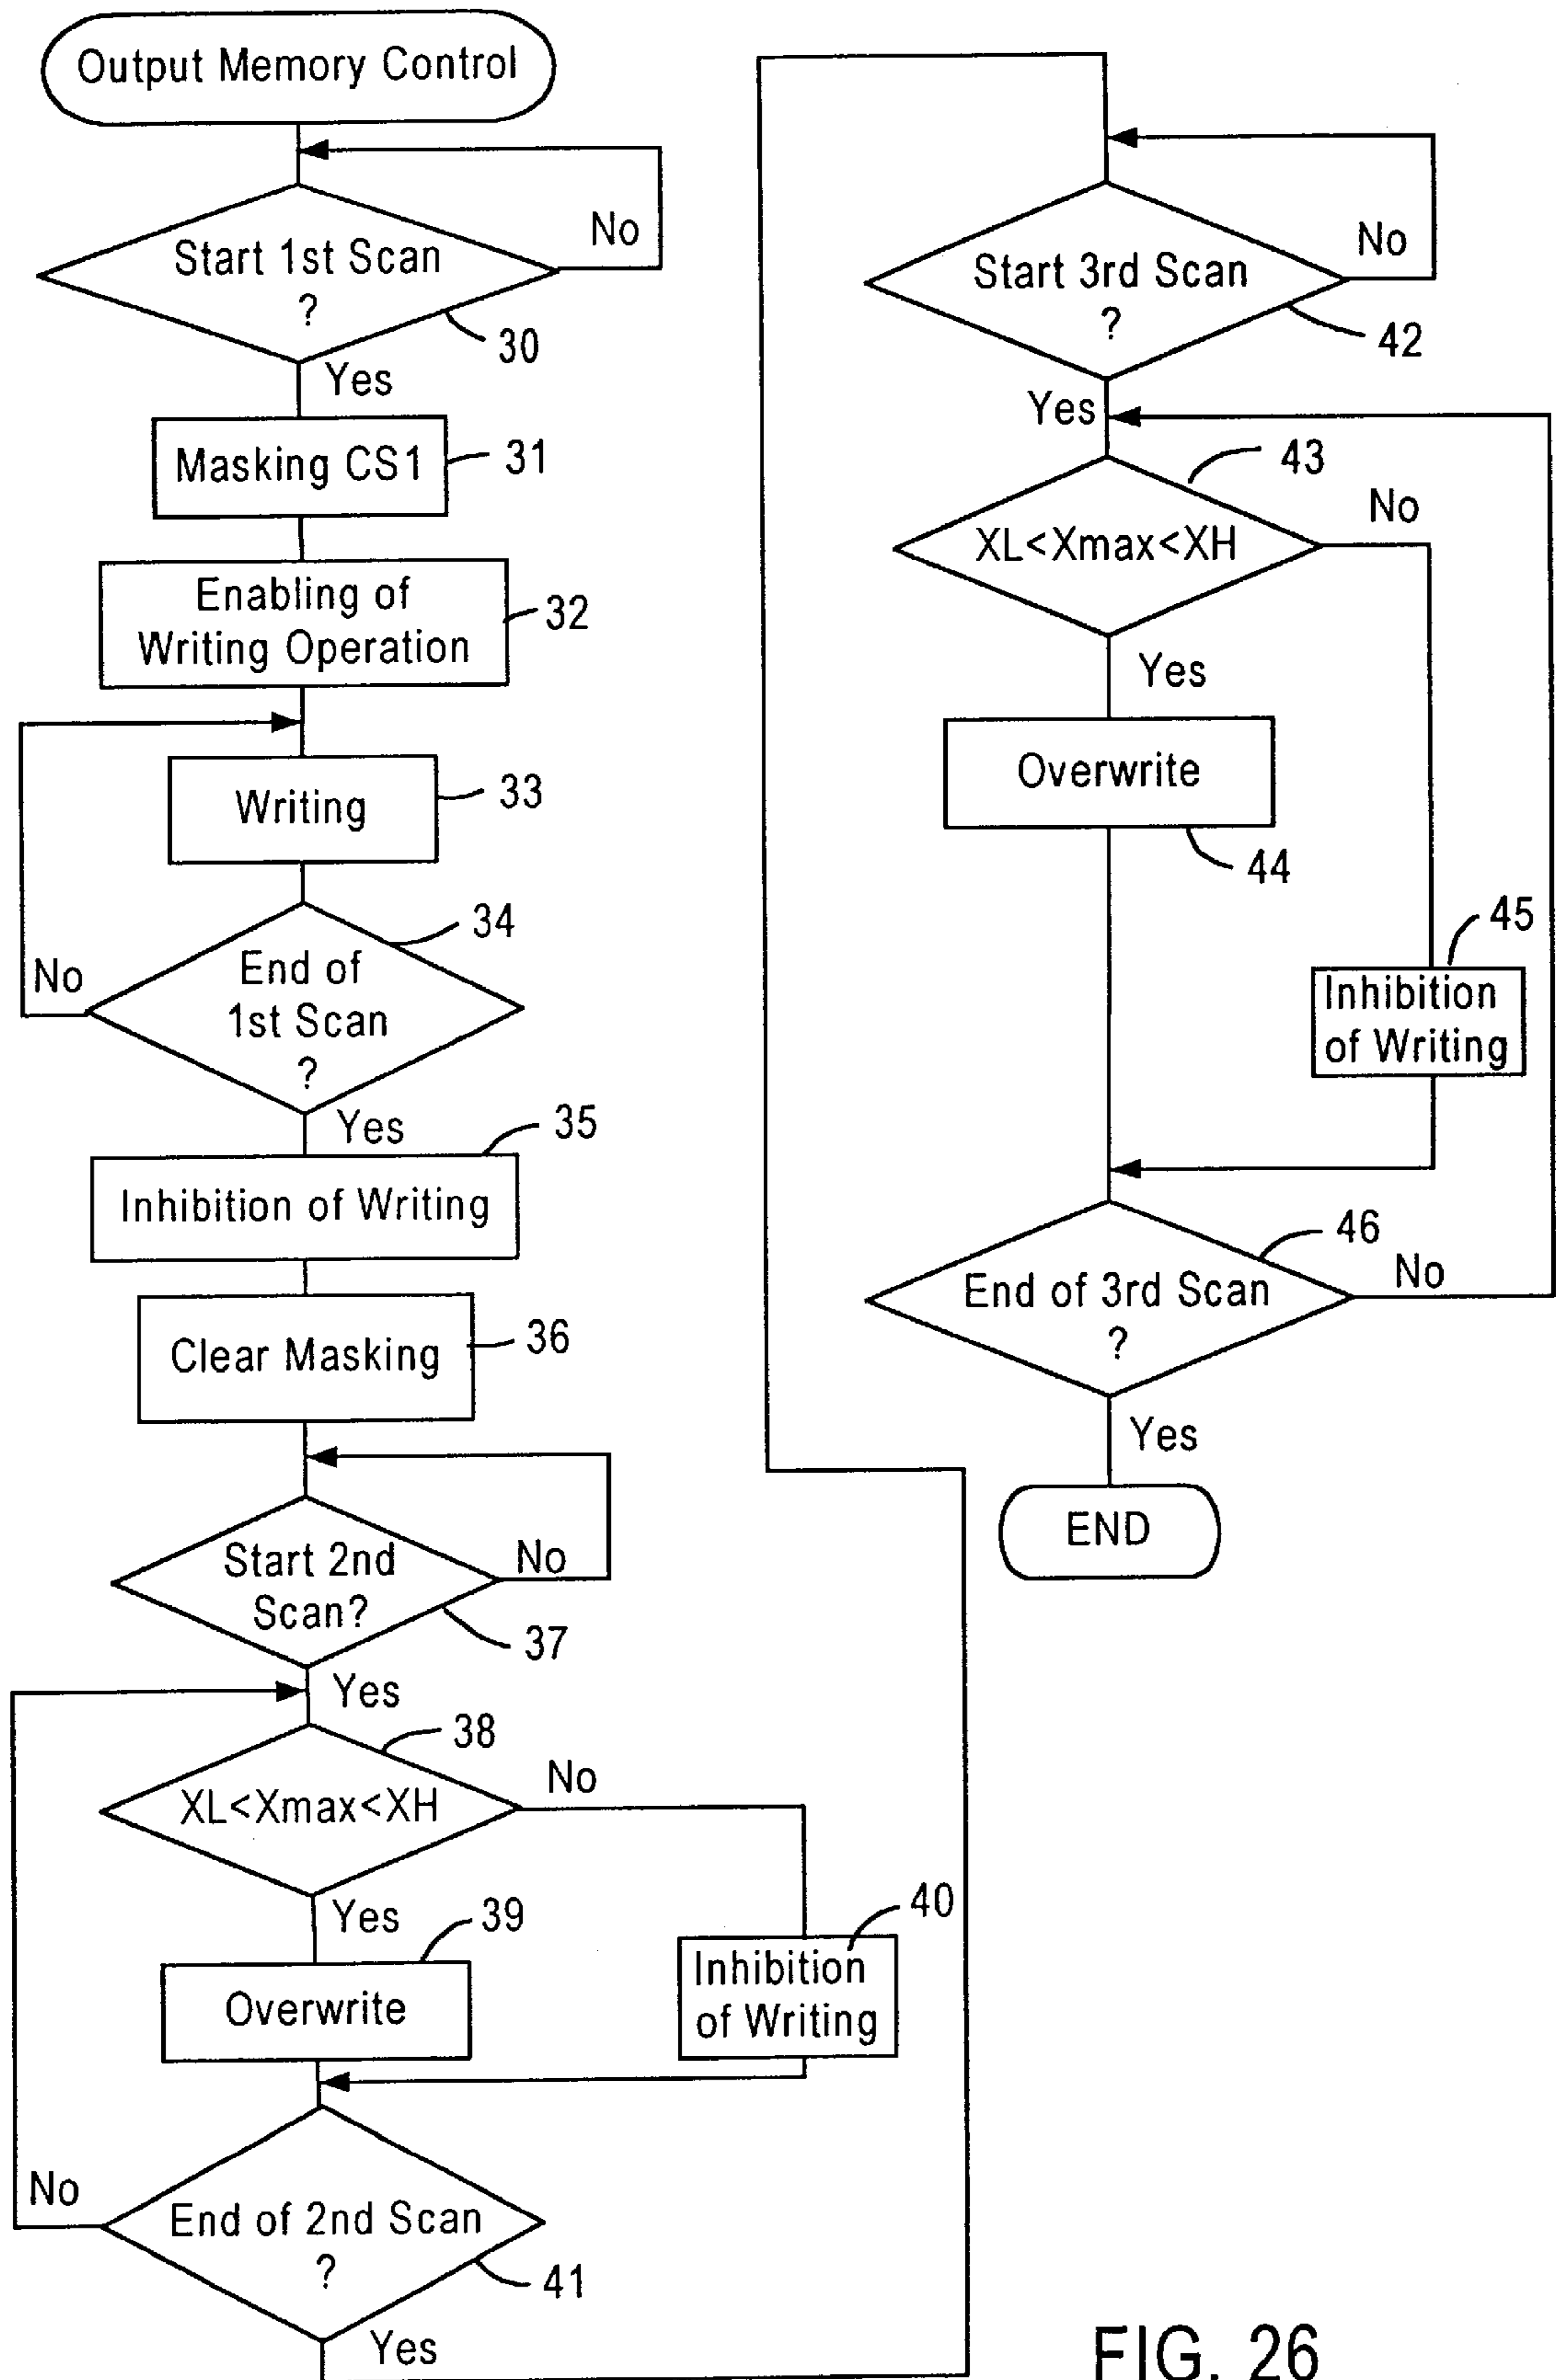 Output Memory Control
No
Start 1st Scan
?
30
Yes
Masking CS1
31
Enabling of
Writing Operation
32
Writing
33
34
End of
1st Scan
?
No
Yes
35
Inhibition of Writing
Clear Masking
36
Start 2nd
Scan?
No
37
Yes
38
XL<Xmax<XH
No
Yes
39
40
Overwrite
Inhibition
of Writing
No
End of 2nd Scan
?
41
Yes
No
Start 3rd Scan
?
42
Yes
43
XL<Xmax<XH
No
Yes
Overwrite
44
45
Inhibition
of Writing
46
End of 3rd Scan
?
No
Yes
END
FIG. 26